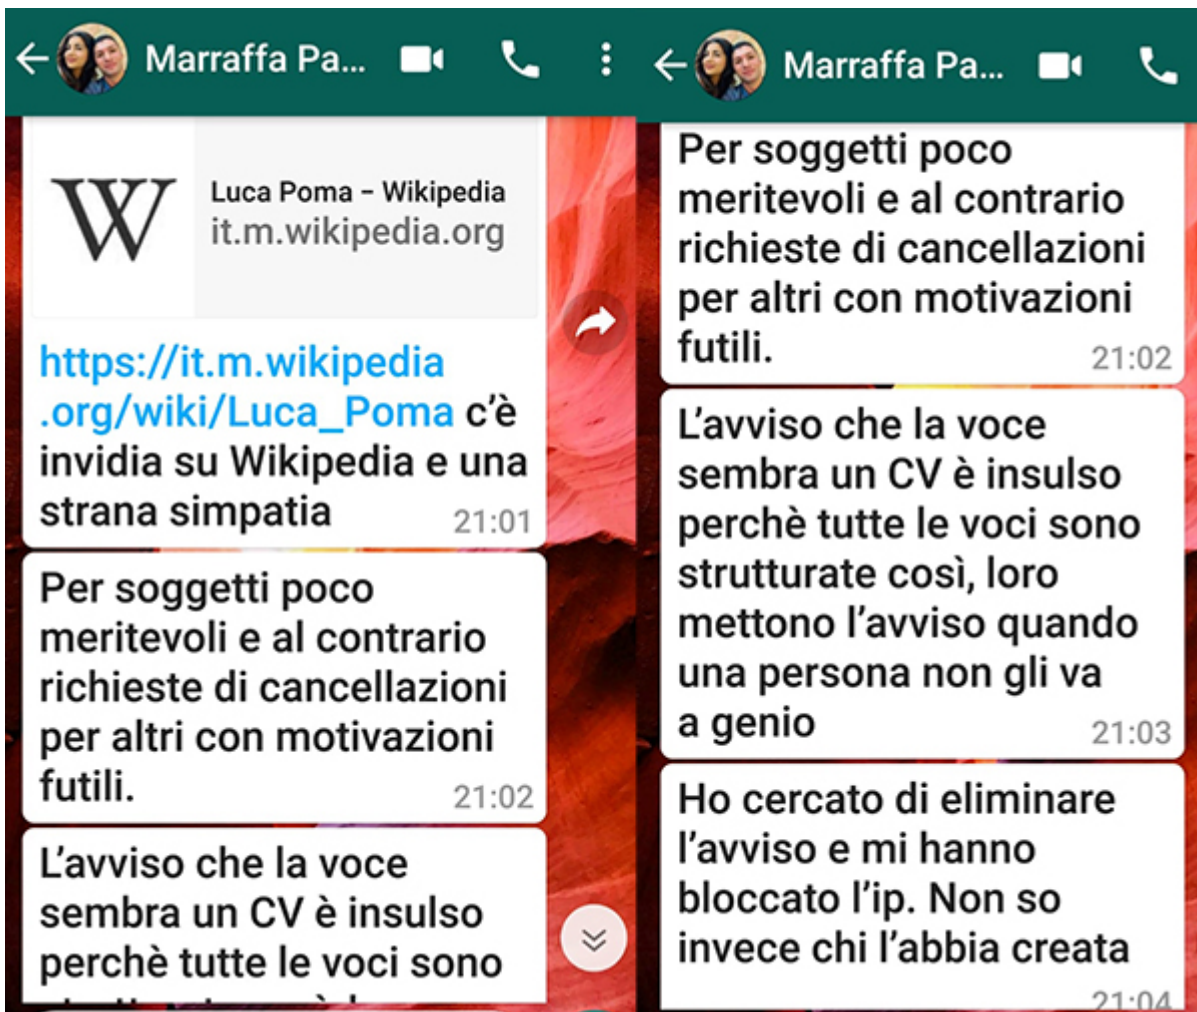 Marraffa Pa...
W
Luca Poma – Wikipedia
it.m.wikipedia.org
https://it.m.wikipedia
.org/wiki/Luca_Poma c'è
invidia su Wikipedia e una
strana simpatia
21:01
Per soggetti poco
meritevoli e al contrario
richieste di cancellazioni
per altri con motivazioni
futili.
21:02
L'avviso che la voce
sembra un CV è insulso
perchè tutte le voci sono
Marraffa Pa...
Per soggetti poco
meritevoli e al contrario
richieste di cancellazioni
per altri con motivazioni
futili.
21:02
L'avviso che la voce
sembra un CV è insulso
perchè tutte le voci sono
strutturate così, loro
mettono l'avviso quando
una persona non gli va
a genio
21:03
Ho cercato di eliminare
l'avviso e mi hanno
bloccato l'ip. Non so
invece chi l'abbia creata
21:04